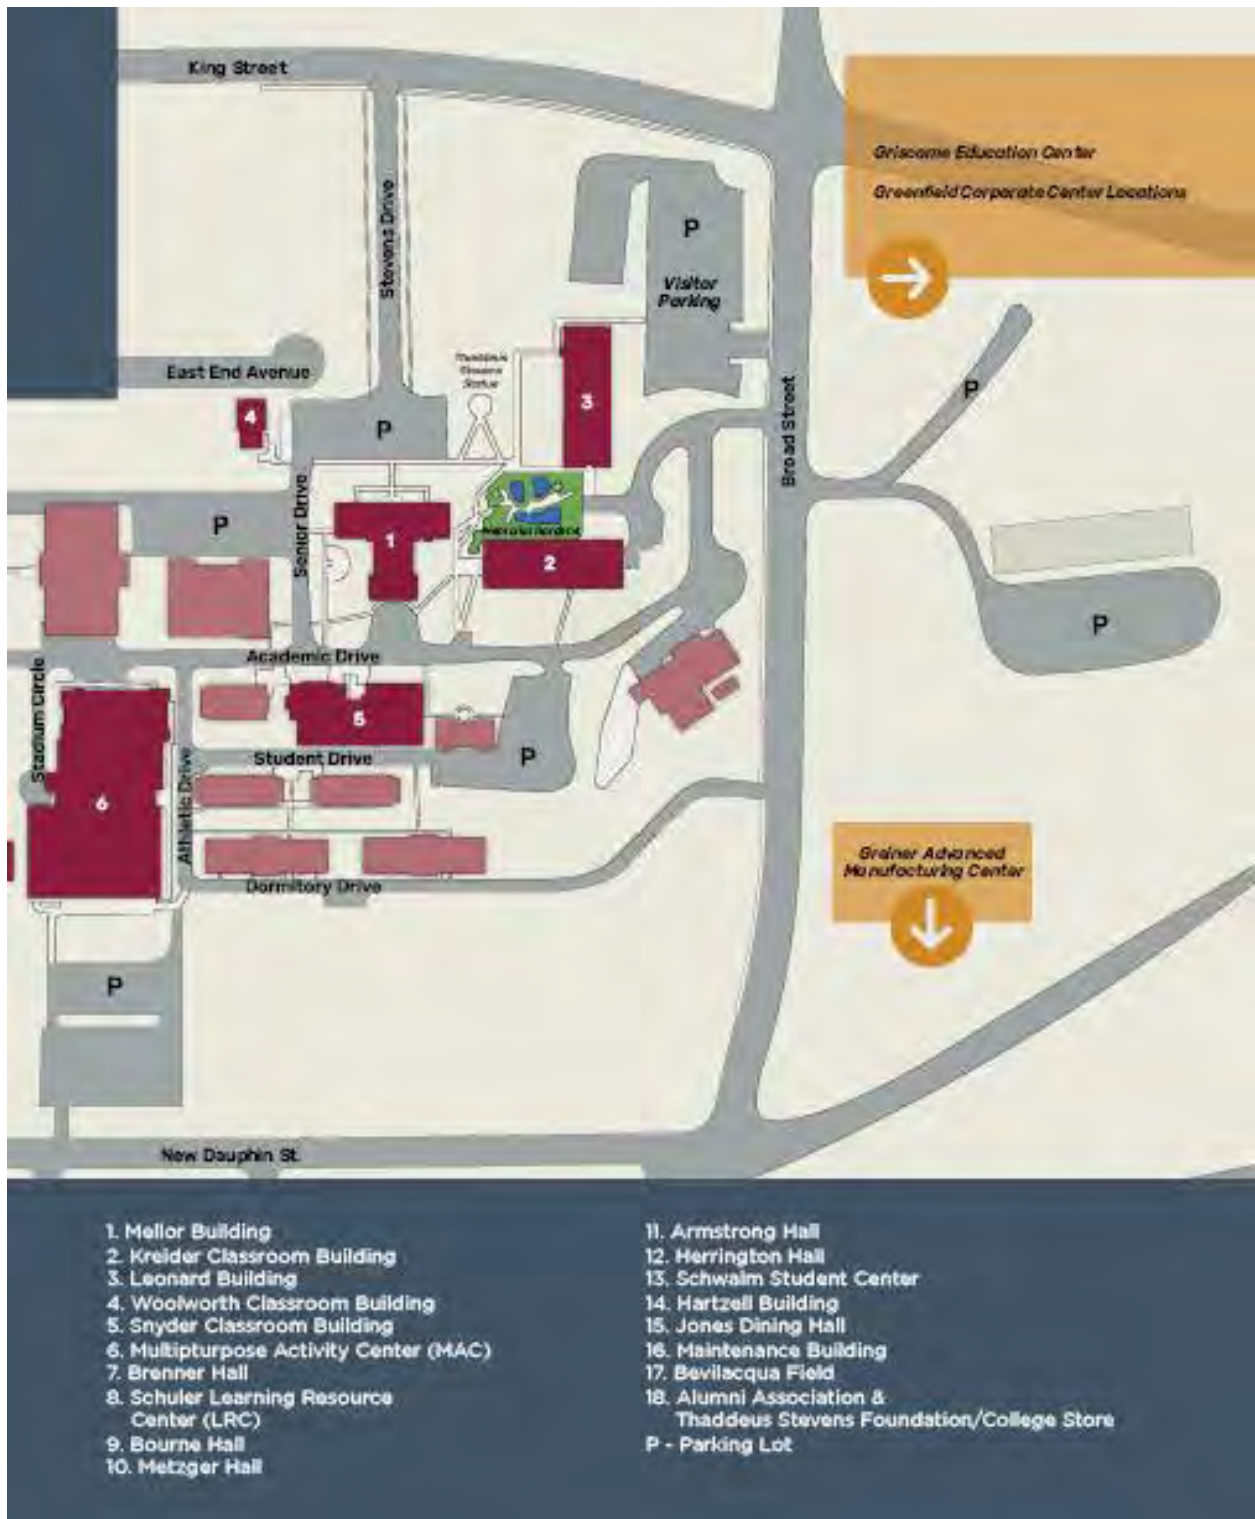 King Street
Griscome Education Center
Greenfield Corporate Center Locations
Stevens Drive
P
Visitor
Parking
East End Avenue
Thaddeus
Stevens
Statue
4
P
3
Broad Street
P
Senior Drive
P
1
2
P
Academic Drive
Stadium Circle
5
Student Drive
P
6
Athletic Drive
Dormitory Drive
Greiner Advanced
Manufacturing Center
P
New Dauphin St.
1. Mellor Building
2. Kreider Classroom Building
3. Leonard Building
4. Woolworth Classroom Building
5. Snyder Classroom Building
6. Multipturpose Activity Center (MAC)
7. Brenner Hall
8. Schuler Learning Resource
Center (LRC)
9. Bourne Hall
10. Metzger Hall
11. Armstrong Hall
12. Herrington Hall
13. Schwalm Student Center
14. Hartzell Building
15. Jones Dining Hall
16. Maintenance Building
17. Bevilacqua Field
18. Alumni Association &
Thaddeus Stevens Foundation/College Store
P - Parking Lot